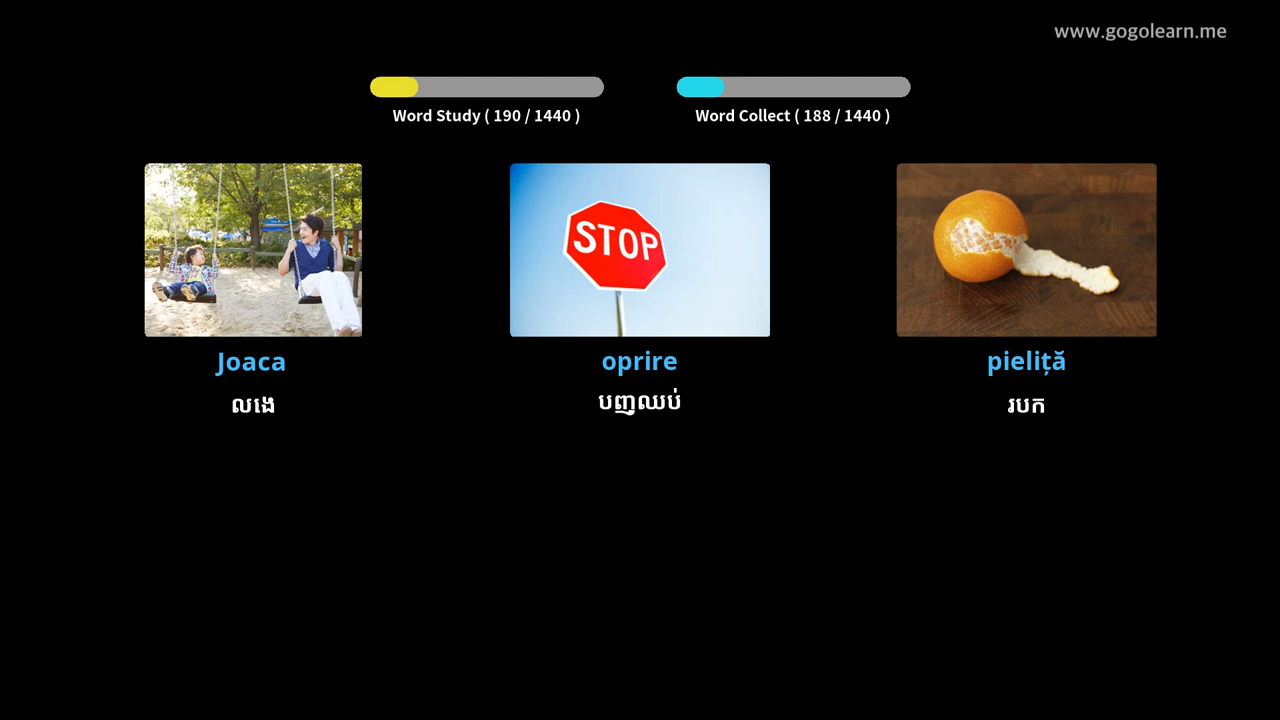 www.gogolearn.me
Word Study ( 190 / 1440 )
Word Collect ( 188 / 1440 )
STOP
Joaca
oprire
pieliță
លេង
បញ្ឈប់
របក